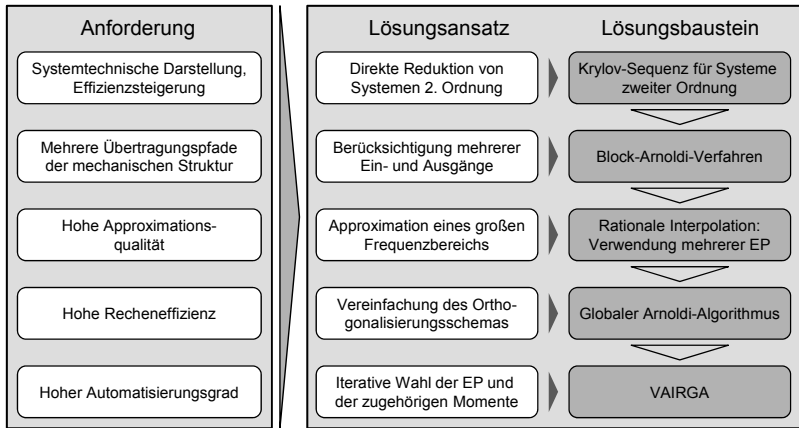 Anforderung
Systemtechnische Darstellung,
Effizienzsteigerung
Mehrere Übertragungspfade
der mechanischen Struktur
Hohe Approximations-
qualität
Hohe Recheneffizienz
Hoher Automatisierungsgrad
Lösungsansatz
Lösungsbaustein
Direkte Reduktion von
Systemen 2. Ordnung
Krylov-Sequenz für Systeme
zweiter Ordnung
Berücksichtigung mehrerer
Ein- und Ausgänge
Block-Arnoldi-Verfahren
Approximation eines großen
Frequenzbereichs
Rationale Interpolation:
Verwendung mehrerer EP
Vereinfachung des Ortho-
gonalisierungsschemas
Globaler Arnoldi-Algorithmus
Iterative Wahl der EP und
der zugehörigen Momente
VAIRGA